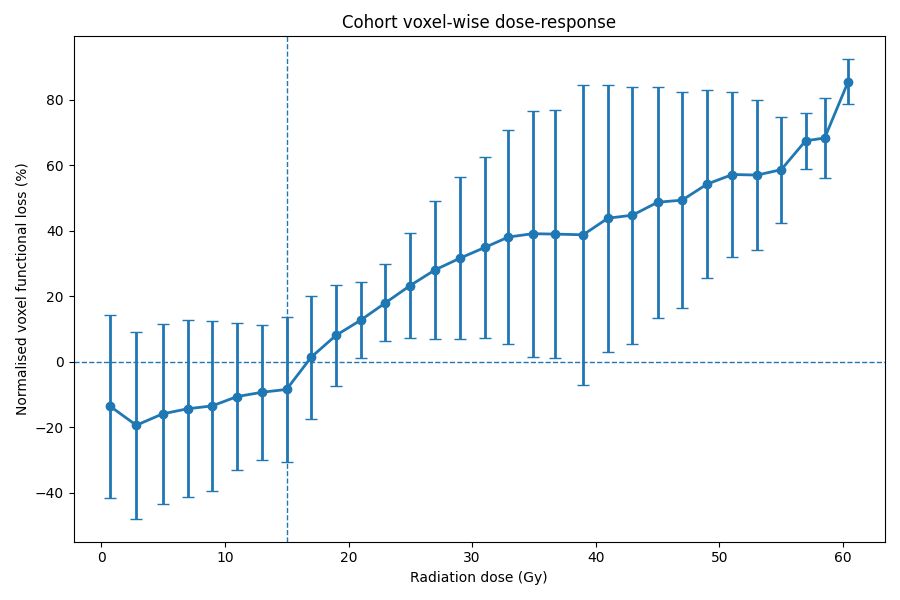 Cohort voxel-wise dose-response
Normalised voxel functional loss (%)
80
60
40
20
0
−20
−40
0 10 20 30 40 50 60
Radiation dose (Gy)